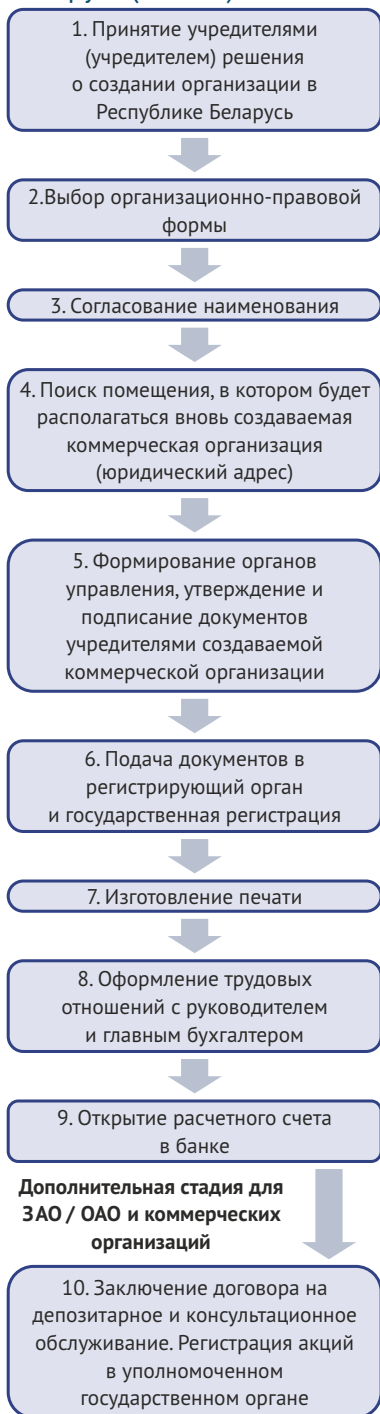 1. Принятие учредителями
(учредителем) решения
о создании организации в
Республике Беларусь
2.Выбор организационно-правовой
формы
3. Согласование наименования
4. Поиск помещения, в котором будет
располагаться вновь создаваемая
коммерческая организация
(юридический адрес)
5. Формирование органов
управления, утверждение и
подписание документов
учредителями создаваемой
коммерческой организации
6. Подача документов в
регистрирующий орган
и государственная регистрация
7. Изготовление печати
8. Оформление трудовых
отношений с руководителем
и главным бухгалтером
9. Открытие расчетного счета
в банке
Дополнительная стадия для
ЗАО / ОАО и коммерческих
организаций
10. Заключение договора на
депозитарное и консультационное
обслуживание. Регистрация акций
в уполномоченном
государственном органе